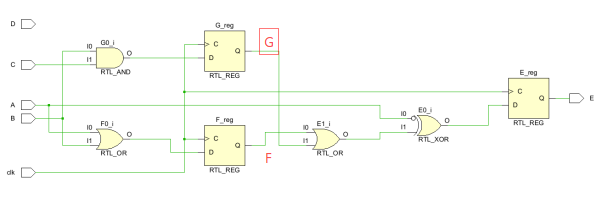 G_reg
D
G0_i
G
I0
C
Q
I1
O
D
C
RTL_AND
RTL_REG
E_reg
C
E0_i
Q
E
A
F_reg
D
B
F0_i
E1_i
I0
O
I0
C
I0
I1
RTL_REG
O
Q
O
RTL_XOR
I1
D
I1
RTL_OR
RTL_REG
F
RTL_OR
clk